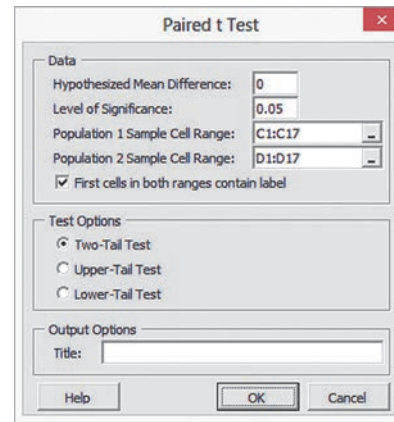 Paired t Test
Data
Hypothesized Mean Difference: 0
Level of Significance: 0.05
Population 1 Sample Cell Range: C1:C17
Population 2 Sample Cell Range: D1:D17
First cells in both ranges contain label
Test Options
Two-Tail Test
Upper-Tail Test
Lower-Tail Test
Output Options
Title:
Help OK Cancel